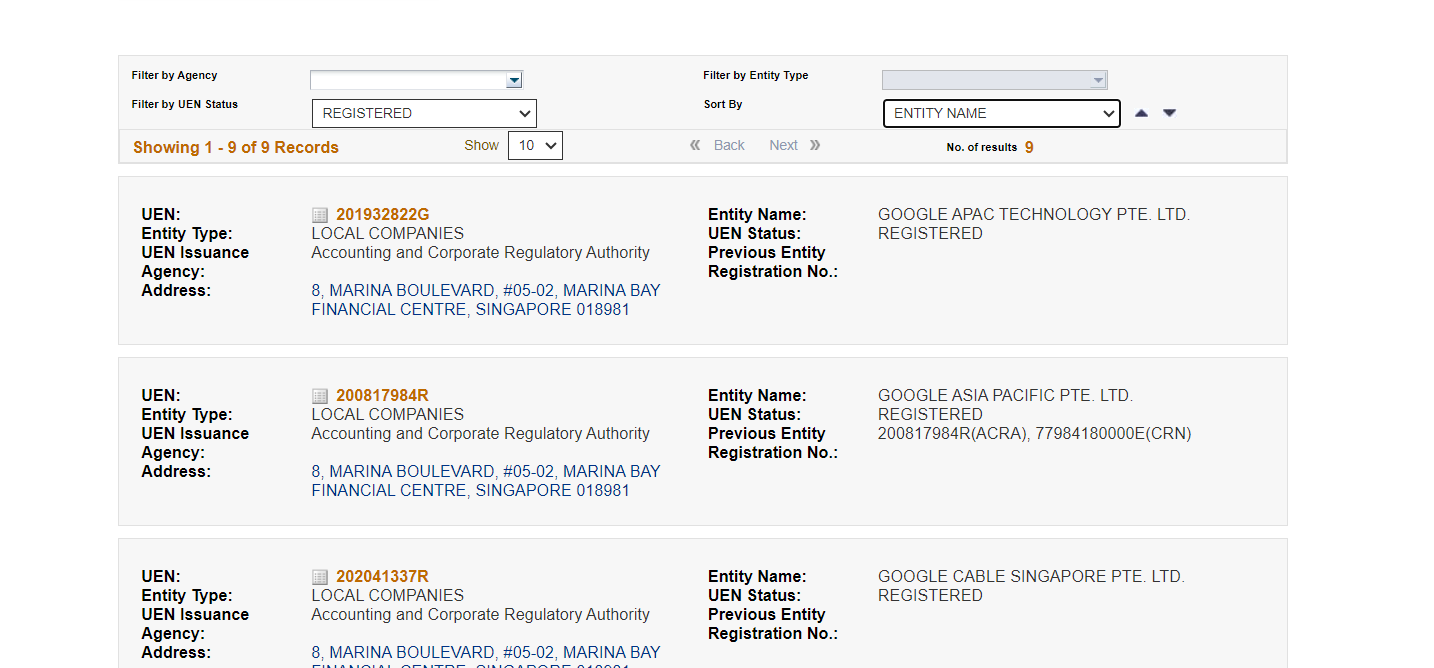 Filter by Agency
Filter by Entity Type
Filter by UEN Status REGISTERED
Sort By ENTITY NAME
Showing 1 - 9 of 9 Records Show 10 « Back Next » No. of results 9
UEN: 201932822G
Entity Type: LOCAL COMPANIES
UEN Issuance Agency: Accounting and Corporate Regulatory Authority
Address: 8, MARINA BOULEVARD, #05-02, MARINA BAY
FINANCIAL CENTRE, SINGAPORE 018981
Entity Name: GOOGLE APAC TECHNOLOGY PTE. LTD.
UEN Status: REGISTERED
Previous Entity
Registration No.:
UEN: 200817984R
Entity Type: LOCAL COMPANIES
UEN Issuance Agency: Accounting and Corporate Regulatory Authority
Address: 8, MARINA BOULEVARD, #05-02, MARINA BAY
FINANCIAL CENTRE, SINGAPORE 018981
Entity Name: GOOGLE ASIA PACIFIC PTE. LTD.
UEN Status: REGISTERED
Previous Entity 200817984R(ACRA), 77984180000E(CRN)
Registration No.:
UEN: 202041337R
Entity Type: LOCAL COMPANIES
UEN Issuance Agency: Accounting and Corporate Regulatory Authority
Address: 8, MARINA BOULEVARD, #05-02, MARINA BAY
Entity Name: GOOGLE CABLE SINGAPORE PTE. LTD.
UEN Status: REGISTERED
Previous Entity
Registration No.: